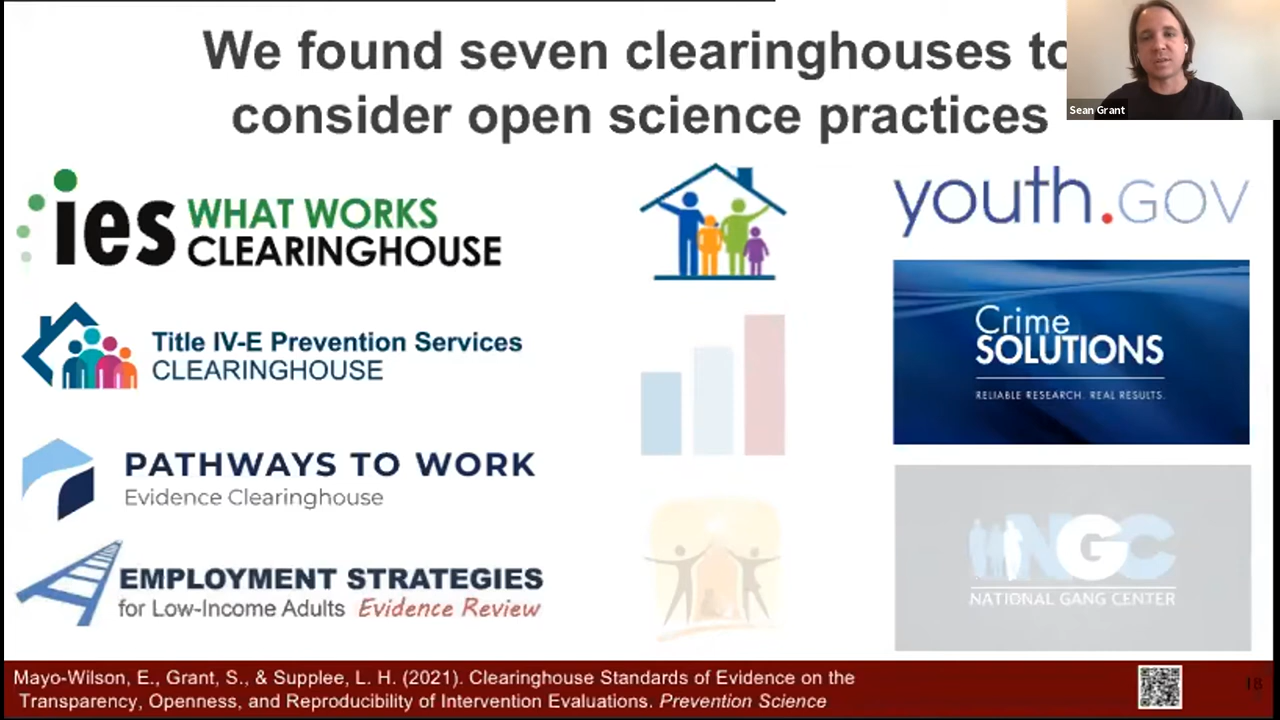 We found seven clearinghouses to
consider open science practices
Sean Grant
ies WHAT WORKS
CLEARINGHOUSE
Title IV-E Prevention Services
CLEARINGHOUSE
PATHWAYS TO WORK
Evidence Clearinghouse
EMPLOYMENT STRATEGIES
for Low-Income Adults Evidence Review
youth.GOV
Crime
SOLUTIONS
RELIABLE RESEARCH. REAL RESULTS.
NGC
NATIONAL GANG CENTER
Mayo-Wilson, E., Grant, S., & Supplee, L. H. (2021). Clearinghouse Standards of Evidence on the
Transparency, Openness, and Reproducibility of Intervention Evaluations. Prevention Science
18